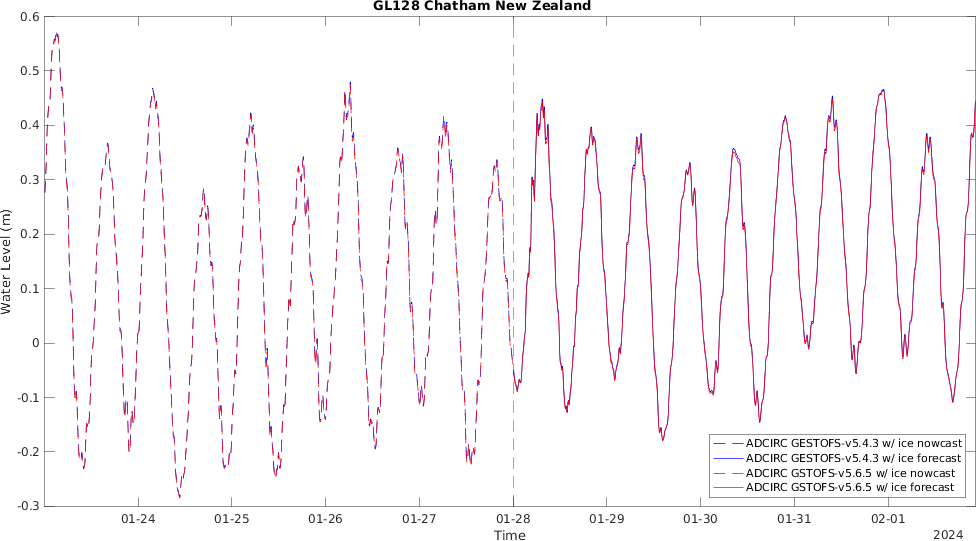 GL128 Chatham New Zealand
0.6
0.5
0.4
0.3
0.2
0.1
0
-0.1
-0.2
-0.3
Water Level (m)
ADCIRC GESTOFS-v5.4.3 w/ ice nowcast
ADCIRC GESTOFS-v5.4.3 w/ ice forecast
ADCIRC GSTOFS-v5.6.5 w/ ice nowcast
ADCIRC GSTOFS-v5.6.5 w/ ice forecast
01-24 01-25 01-26 01-27 01-28 01-29 01-30 01-31 02-01
Time
2024